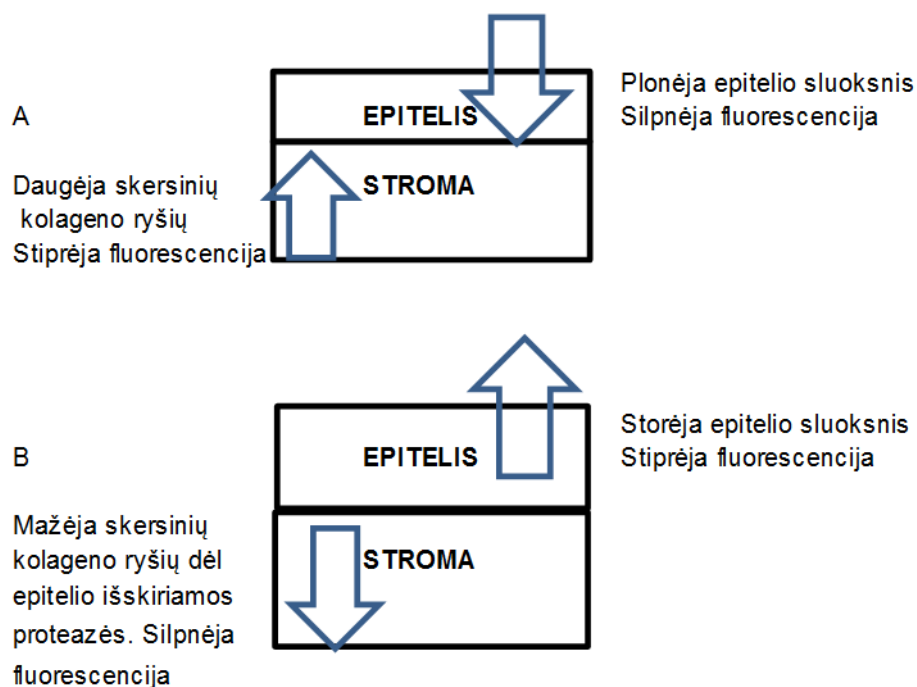 A
EPITELIS
Plonėja epitelio sluoksnis
Silpnėja fluorescencija
Daugėja skersinių
kolageno ryšių
Stiprėja fluorescencija
STROMA
B
EPITELIS
Storėja epitelio sluoksnis
Stiprėja fluorescencija
Mažėja skersinių
kolageno ryšių dėl
epitelio išskiriamos
proteazės. Silpnėja
fluorescencija
STROMA